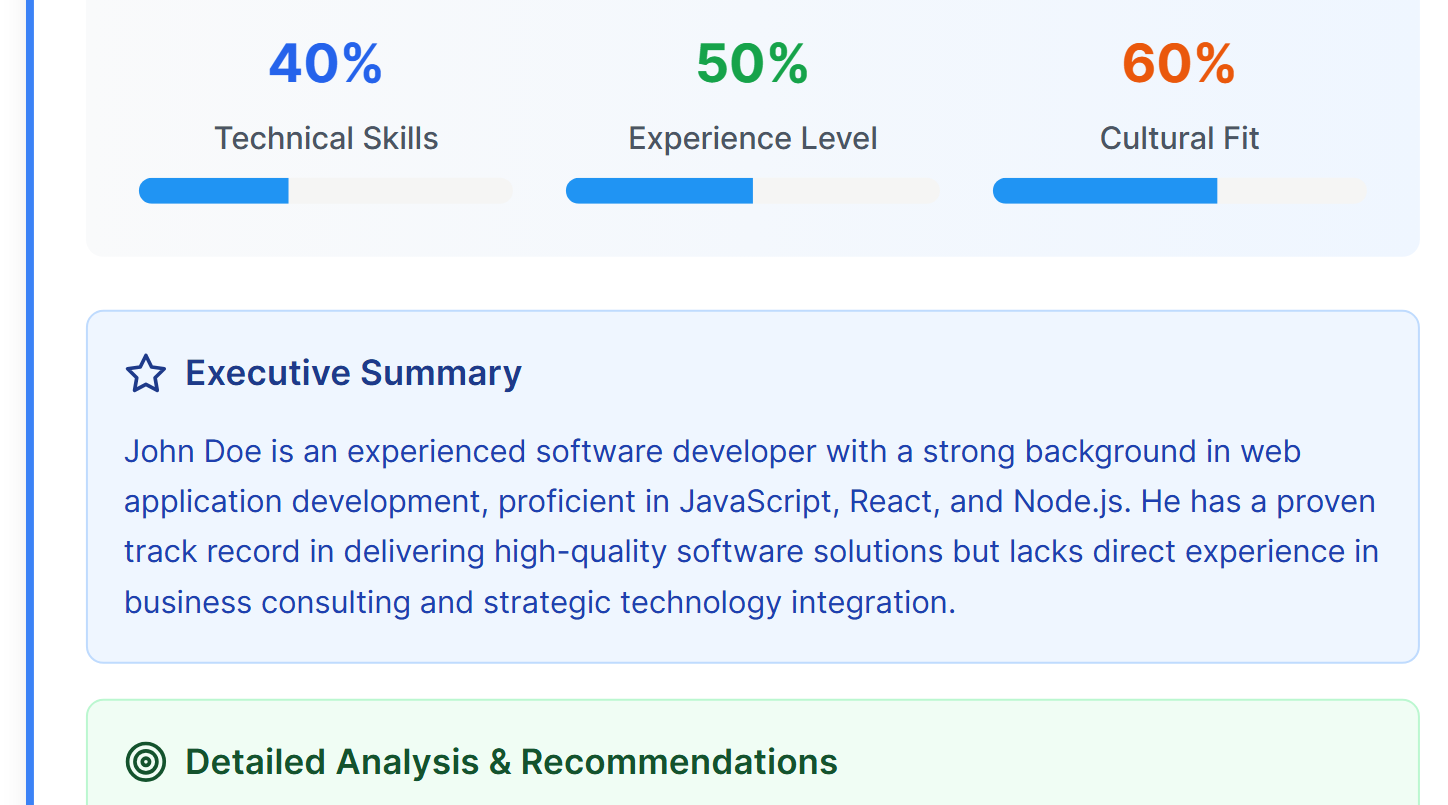 40%
50%
60%
Technical Skills
Experience Level
Cultural Fit
Executive Summary
John Doe is an experienced software developer with a strong background in web
application development, proficient in JavaScript, React, and Node.js. He has a proven
track record in delivering high-quality software solutions but lacks direct experience in
business consulting and strategic technology integration.
Detailed Analysis & Recommendations